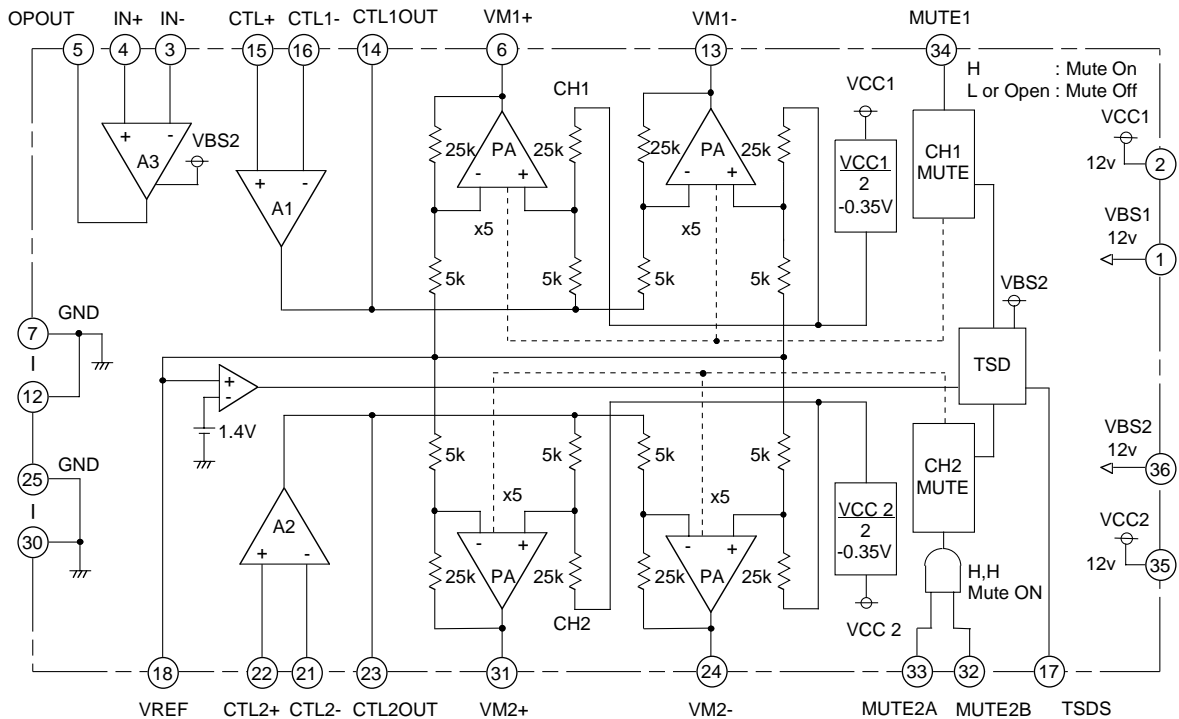 OPOUT IN+ IN- CTL+ CTL1- CTL1OUT VM1+ VM1- MUTE1
5 4 3 15 16 14 6 13 34
H : Mute On
L or Open : Mute Off
CH1 VCC1 VCC1
+ - VBS2 12v 2
A3 25k PA 25k 25k PA 25k VCC1 CH1
2 MUTE
-0.35V
+ - - + - +
A1 x5 x5 VBS1
12v 1
5k 5k 5k 5k
VBS2
GND
7
TSD
I
+
12 -
1.4V
GND 5k 5k 5k 5k CH2 VBS2
25 MUTE 12v
36
I x5 x5 VCC 2
A2 2
30 + - - + - + -0.35V VCC2
25k PA 25k 25k PA 25k 12v 35
H,H
Mute ON
CH2 VCC 2
18 22 21 23 31 24 33 32 17
VREF CTL2+ CTL2- CTL2OUT VM2+ VM2- MUTE2A MUTE2B TSDS